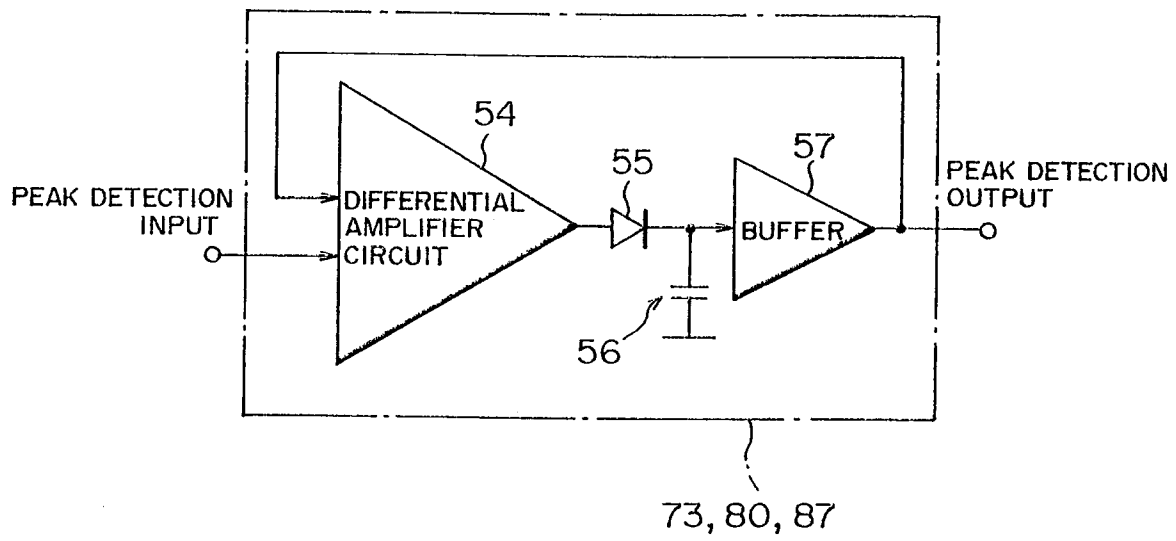 54
55
57
PEAK DETECTION
INPUT
DIFFERENTIAL
AMPLIFIER
CIRCUIT
BUFFER
PEAK DETECTION
OUTPUT
56
73, 80, 87